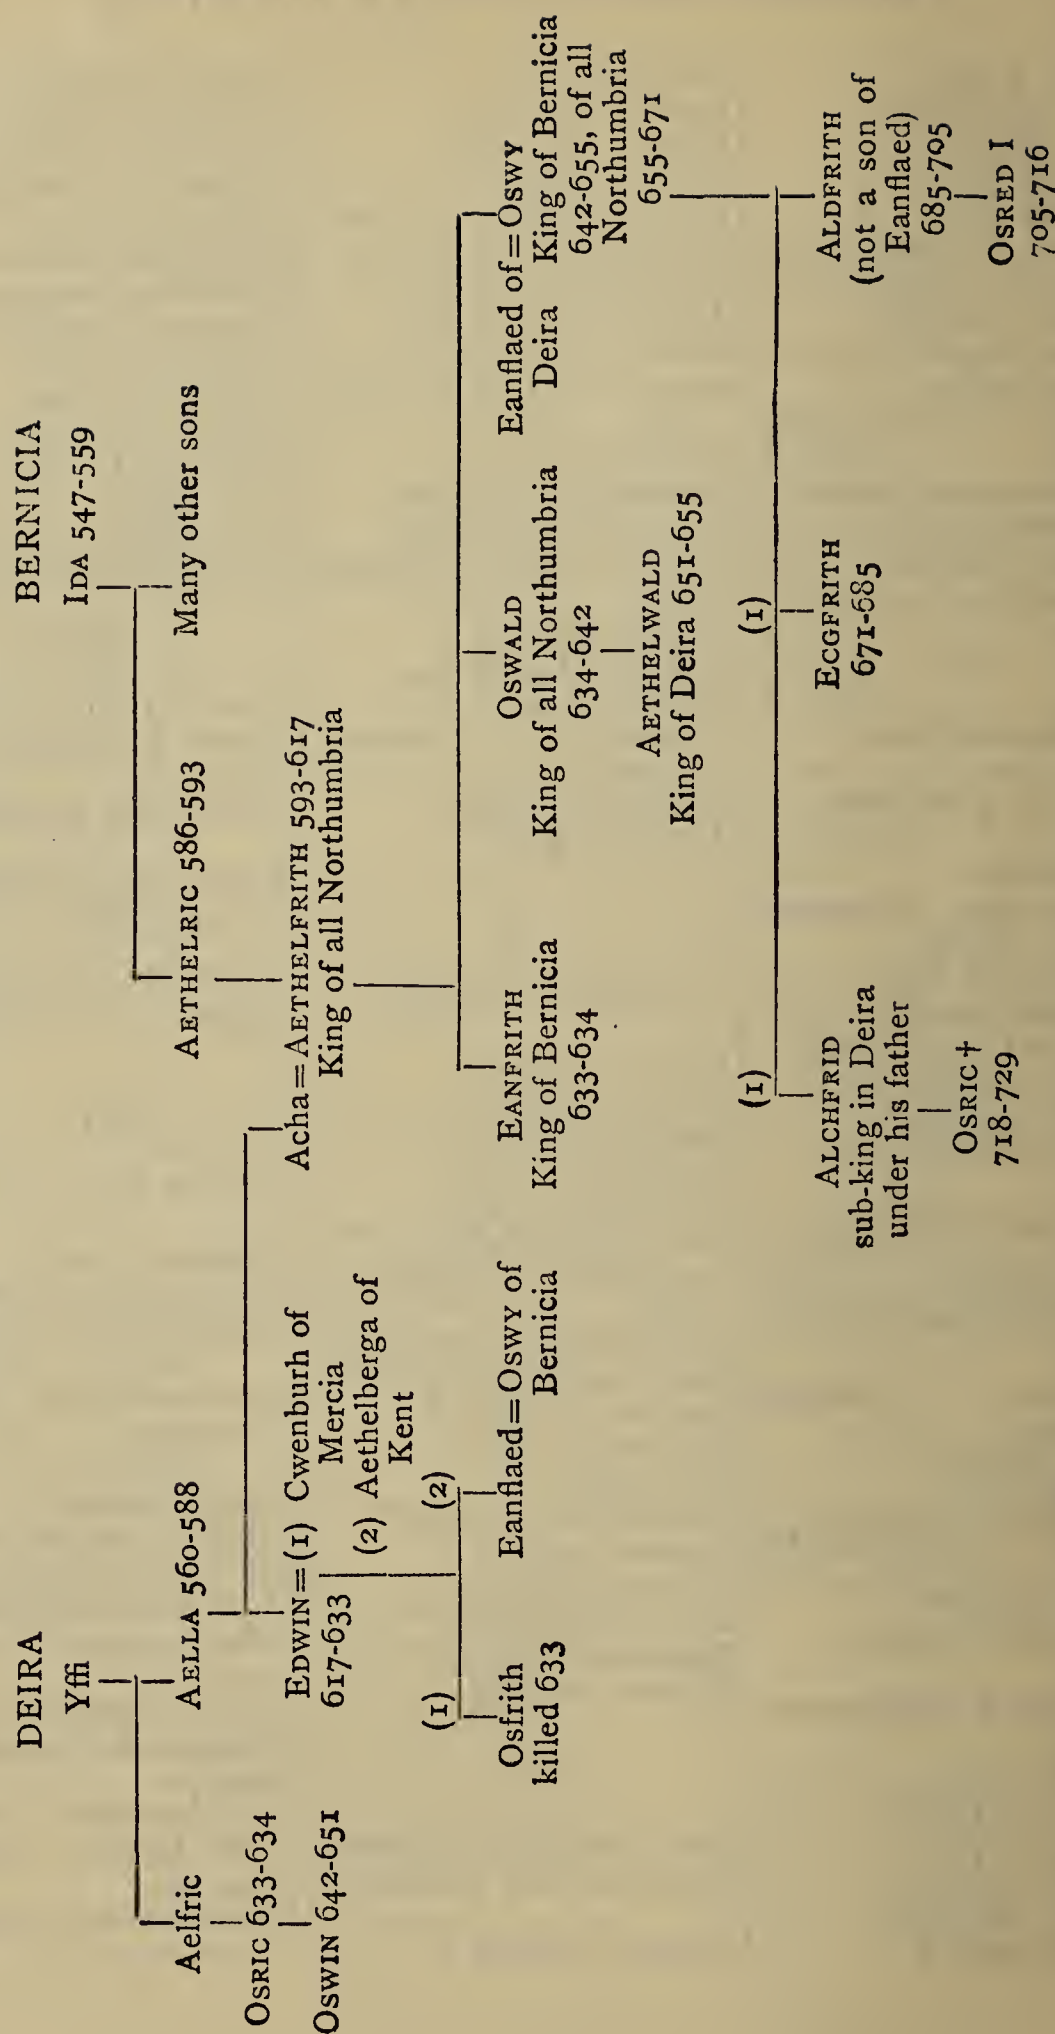 DEIRA
Yffi
Aelfric
AELLA 560-588
OSRIC 633-634
OSWIN 642-651
EDWIN=(1) Cwenburh of
617-633
Mercia
(2) Aethelberga of
Kent
(1)
(2)
Osfrith
killed 633
Eanflaed=OSWY of
Bernicia
BERNICIA
IDA 547-559
AETHELRIC 586-593
Many other sons
Acha=AETHELFRITH 593-617
King of all Northumbria
EANFRITH
King of Bernicia
633-634
OSWALD
King of all Northumbria
634-642
AETHELWALD
King of Deira 651-655
Eanflaed of=OSWY
Deira
King of Bernicia
642-655, of all
Northumbria
655-671
(1)
(1)
ALCHFRID
sub-king in Deira
under his father
OSRIC†
718-729
ECGFRITH
671-685
ALDFRITH
(not a son of
Eanflaed)
685-705
OSRED I
705-716